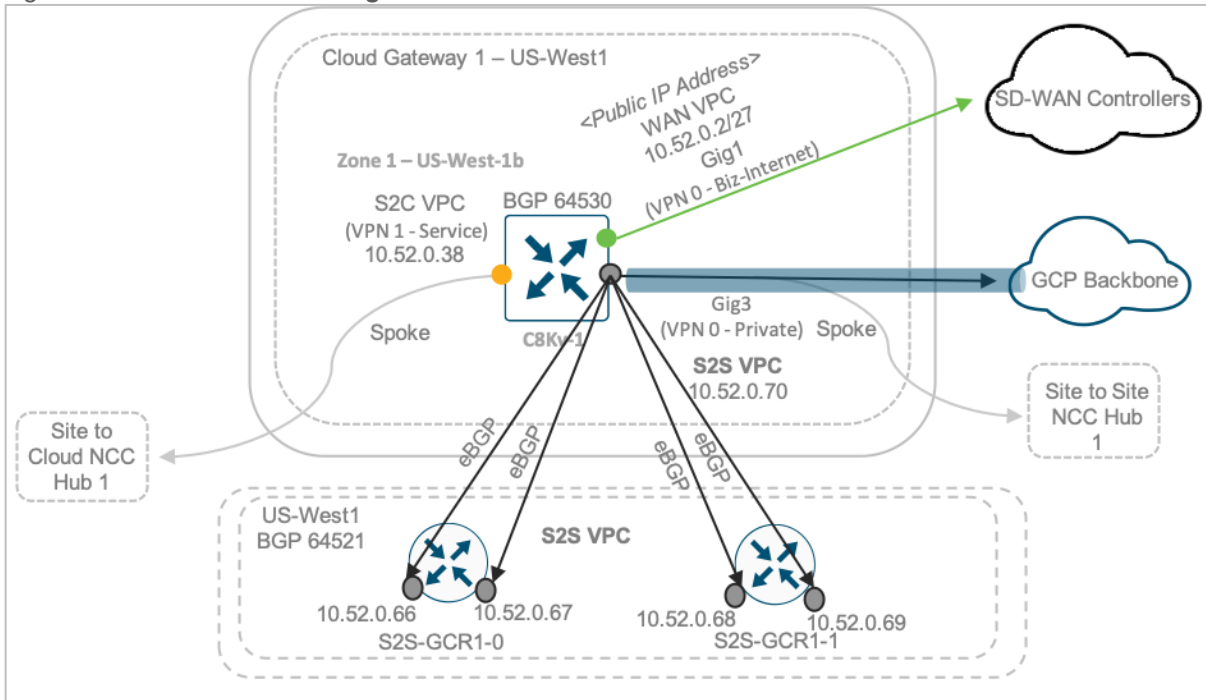 Cloud Gateway 1 – US-West1
<Public IP Address>
WAN VPC
10.52.0.2/27
Gig1
(VPN 0 - Biz-Internet)
SD-WAN Controllers
Zone 1 – US-West-1b
S2C VPC
(VPN 1 - Service)
10.52.0.38
BGP 64530
C8Kv-1
Spoke
Gig3
(VPN 0 - Private)
Spoke
GCP Backbone
S2S VPC
10.52.0.70
Site to
Cloud NCC
Hub 1
Site to Site
NCC Hub
1
eBGP
eBGP
eBGP
eBGP
US-West1
BGP 64521
S2S VPC
10.52.0.66
10.52.0.67
S2S-GCR1-0
10.52.0.68
10.52.0.69
S2S-GCR1-1